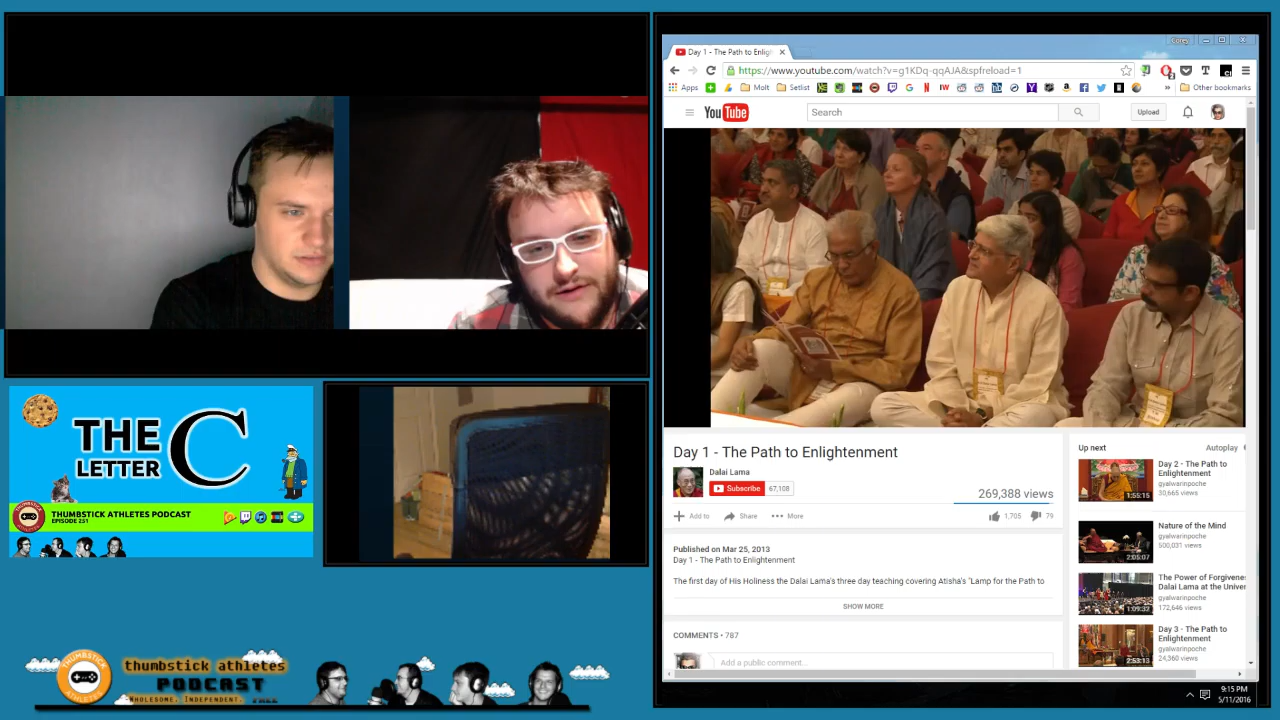 THE
LETTER
C
THUMBSTICK ATHLETES PODCAST
EPISODE 251
THUMBSTICK
ATHLETES
thumbstick athletes
PODCAST
WHOLESOME. INDEPENDENT. FREE
Corey
Day 1 - The Path to Enligh
https://www.youtube.com/watch?v=g1KDq-qqAJA&spfreload=1
Apps
Molt
Setlist
Other bookmarks
YouTube
Search
Upload
Day 1 - The Path to Enlightenment
Dalai Lama
Subscribe 67,108
269,388 views
Add to Share More
1,705 79
Published on Mar 25, 2013
Day 1 - The Path to Enlightenment
The first day of His Holiness the Dalai Lama's three day teaching covering Atisha's "Lamp for the Path to
SHOW MORE
COMMENTS • 787
Add a public comment...
Up next Autoplay
Day 2 - The Path to
Enlightenment
gyalwarinpoche
30,665 views
1:55:15
Nature of the Mind
gyalwarinpoche
500,031 views
2:05:07
The Power of Forgivene
Dalai Lama at the Univer
gyalwarinpoche
172,646 views
1:09:37
Day 3 - The Path to
Enlightenment
gyalwarinpoche
24,360 views
2:53:13
9:15 PM
5/11/2016